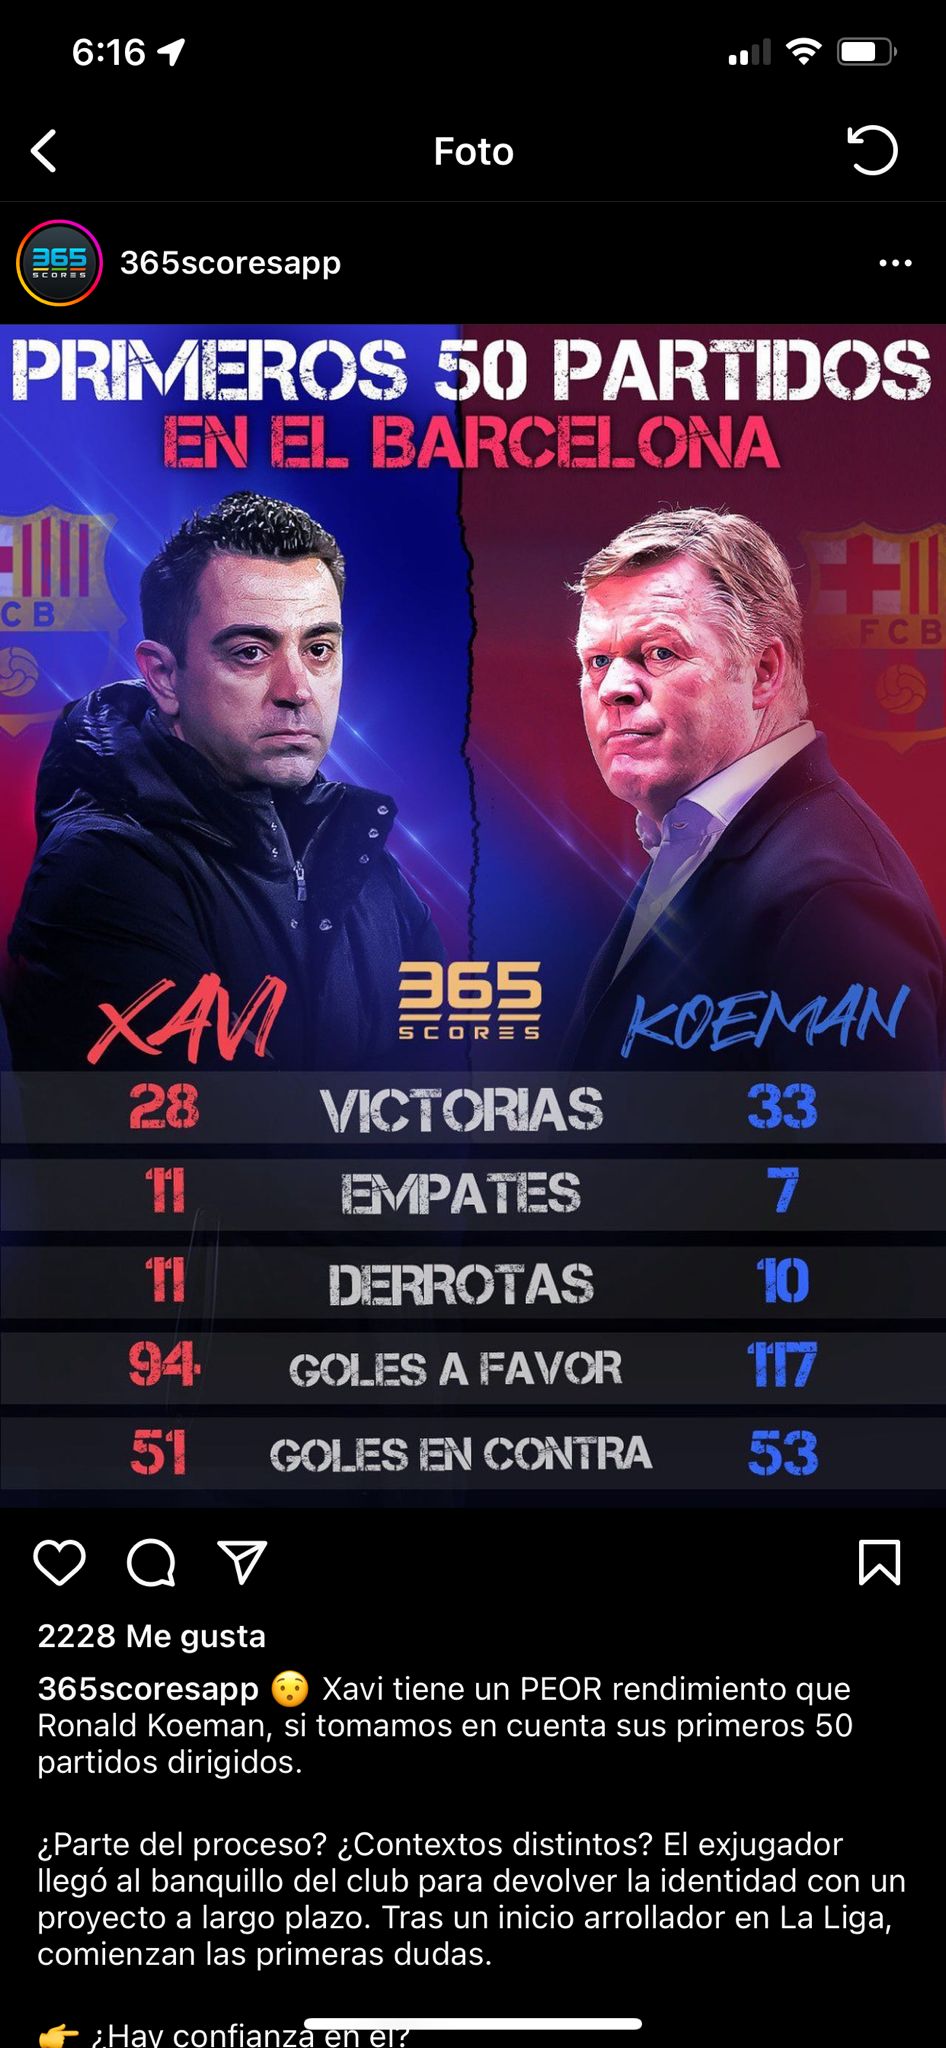 6:16
Foto
365 SCORES
365scoresapp
PRIMEROS 50 PARTIDOS
EN EL BARCELONA
CB
FCB
365
SCORES
XAVI
KOEMAN
28 VICTORIAS 33
11 EMPATES 7
11 DERROTAS 10
94 GOLES A FAVOR 117
51 GOLES EN CONTRA 53
2228 Me gusta
365scoresapp 😯 Xavi tiene un PEOR rendimiento que
Ronald Koeman, si tomamos en cuenta sus primeros 50
partidos dirigidos.
¿Parte del proceso? ¿Contextos distintos? El exjugador
llegó al banquillo del club para devolver la identidad con un
proyecto a largo plazo. Tras un inicio arrollador en La Liga,
comienzan las primeras dudas.
👉 ¿Hay confianza en él?